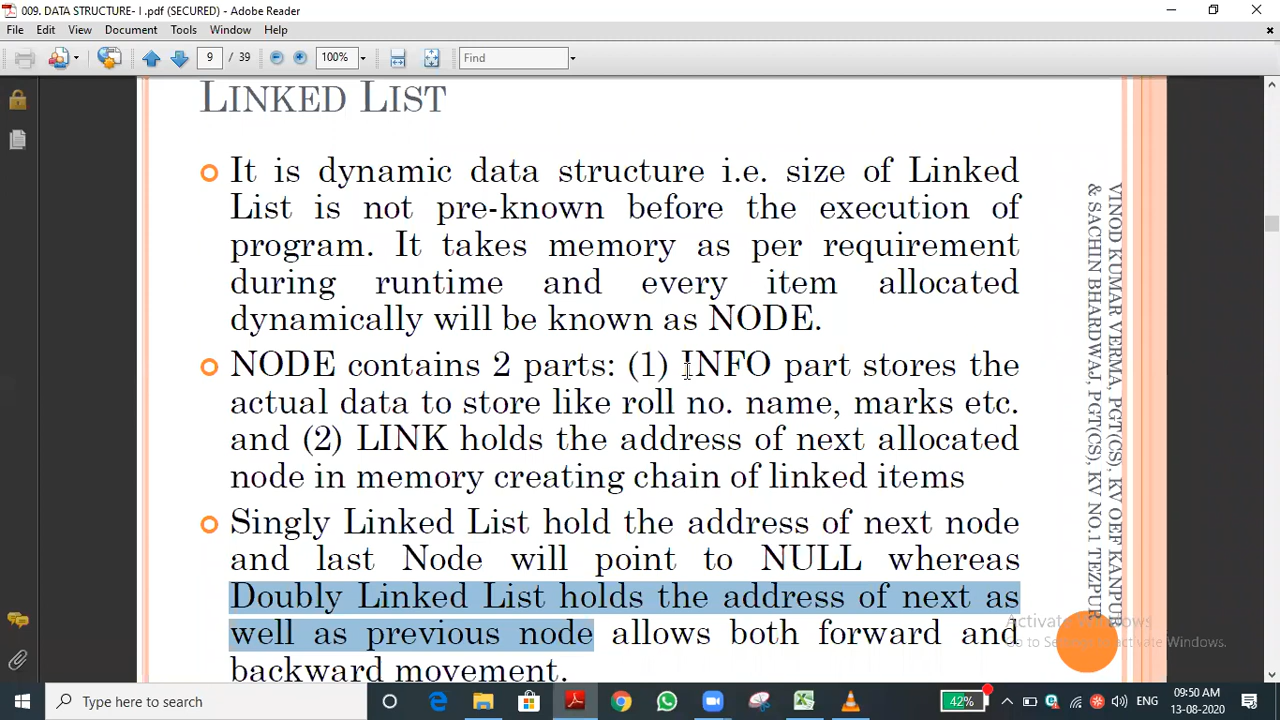 009. DATA STRUCTURE- I .pdf (SECURED) - Adobe Reader
File Edit View Document Tools Window Help
9 / 39 100% Find
LINKED LIST
It is dynamic data structure i.e. size of Linked
List is not pre-known before the execution of
program. It takes memory as per requirement
during runtime and every item allocated
dynamically will be known as NODE.
NODE contains 2 parts: (1) INFO part stores the
actual data to store like roll no. name, marks etc.
and (2) LINK holds the address of next allocated
node in memory creating chain of linked items
Singly Linked List hold the address of next node
and last Node will point to NULL whereas
Doubly Linked List holds the address of next as
well as previous node allows both forward and
backward movement.
VINOD KUMAR VERMA, PGT(CS), KV OEF KANPUR
& SACHIN BHARDWAJ, PGT(CS), KV NO.1 TEZPUR
Activate Windows
Go to Settings to activate Windows.
Type here to search
42%
ENG
09:50 AM
13-08-2020